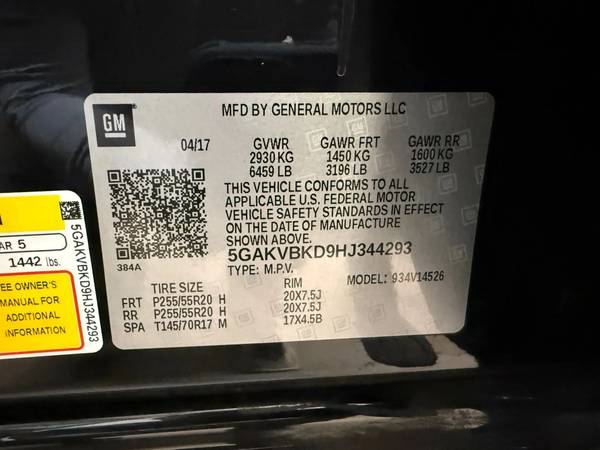 GM
MFD BY GENERAL MOTORS LLC
04/17 GVWR GAWR FRT GAWR RR
2930 KG 1450 KG 1600 KG
6459 LB 3196 LB 3527 LB
THIS VEHICLE CONFORMS TO ALL
APPLICABLE U.S. FEDERAL MOTOR
VEHICLE SAFETY STANDARDS IN EFFECT
ON THE DATE OF MANUFACTURE
SHOWN ABOVE.
384A
5GAKVBKD9HJ344293
TYPE: M.P.V. MODEL: 934V14526
TIRE SIZE RIM
FRT P255/55R20 H 20X7.5J
RR P255/55R20 H 20X7.5J
SPA T145/70R17 M 17X4.5B
AR 5
1442 lbs.
OWNER'S
MANUAL FOR
ADDITIONAL
INFORMATION
5GAKVBKD9HJ344293